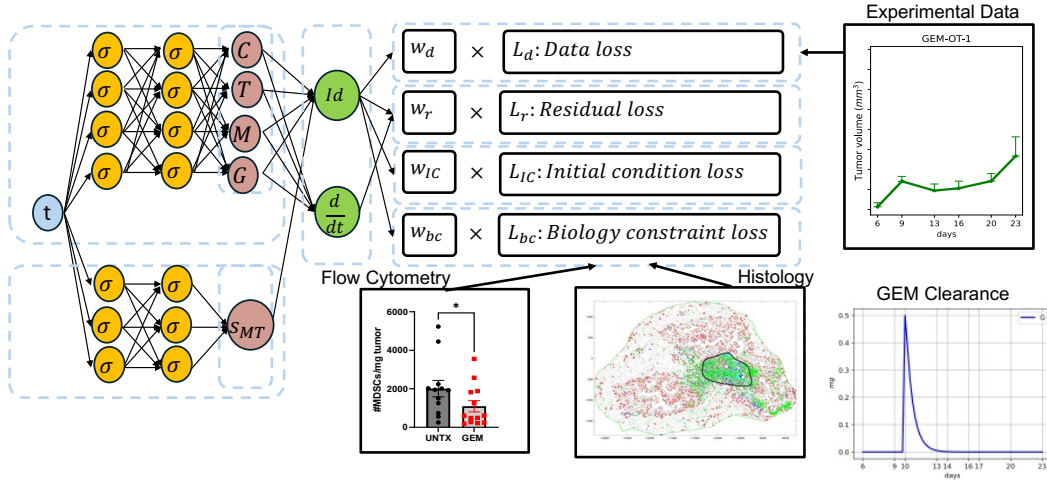 t
σ σ C
σ σ T
σ σ M
σ σ G
σ σ
σ σ s_MT
σ σ
Id
d/dt
w_d × L_d: Data loss
w_r × L_r: Residual loss
w_IC × L_IC: Initial condition loss
w_bc × L_bc: Biology constraint loss
Experimental Data
GEM-OT-1
Tumor volume (mm³)
6 9 13 16 20 23
days
Flow Cytometry
*
#MDSCs/mg tumor
6000
4000
2000
0
UNTX GEM
Histology
GEM Clearance
G
mg
0.5
0.4
0.3
0.2
0.1
0.0
6 9 10 13 14 16 17 20 23
days